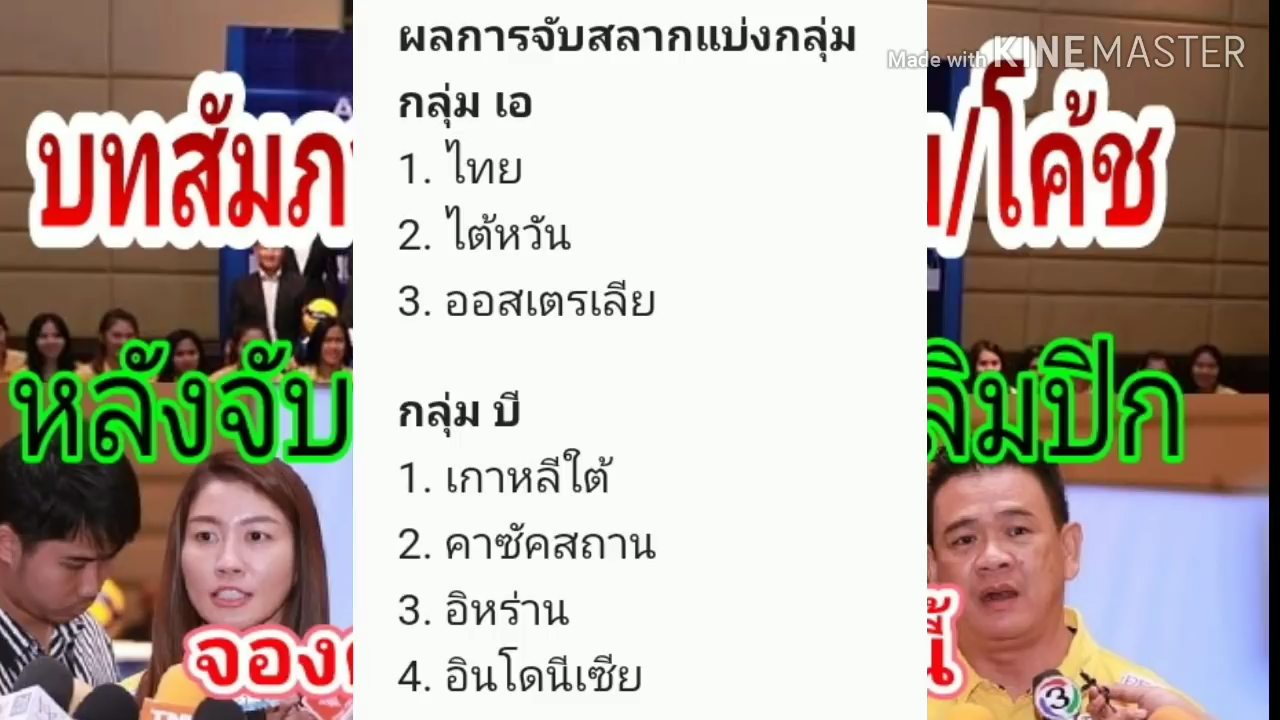 ผลการจับสลากแบ่งกลุ่ม
กลุ่ม เอ
1. ไทย
2. ไต้หวัน
3. ออสเตรเลีย
กลุ่ม บี
1. เกาหลีใต้
2. คาซัคสถาน
3. อิหร่าน
4. อินโดนีเซีย
Made with KINEMASTER
บทสัมภ
/โค้ช
หลังจับ
ลิมปิก
จอง
นี้
3